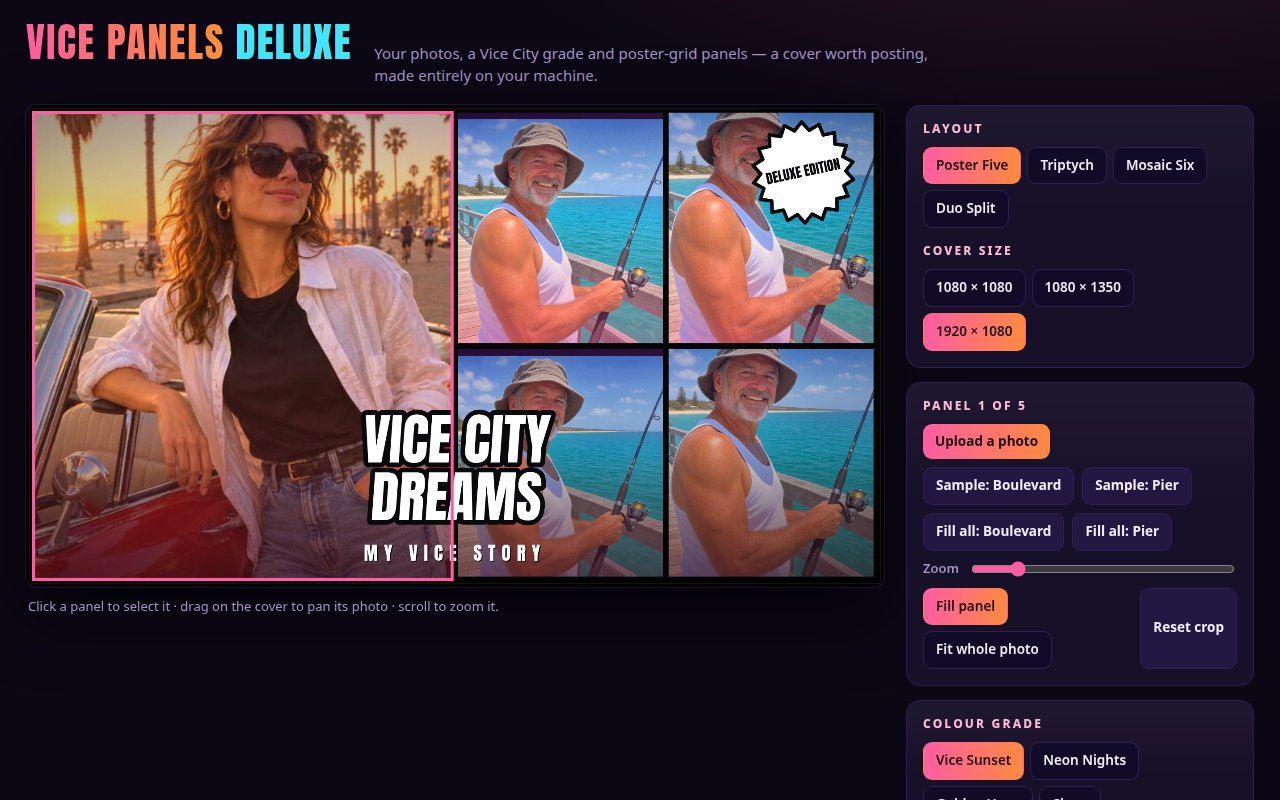 VICE PANELS DELUXE
Your photos, a Vice City grade and poster-grid panels — a cover worth posting,
made entirely on your machine.
DELUXE EDITION
VICE CITY
DREAMS
MY VICE STORY
Click a panel to select it · drag on the cover to pan its photo · scroll to zoom it.
LAYOUT
Poster Five
Triptych
Mosaic Six
Duo Split
COVER SIZE
1080 × 1080
1080 × 1350
1920 × 1080
PANEL 1 OF 5
Upload a photo
Sample: Boulevard
Sample: Pier
Fill all: Boulevard
Fill all: Pier
Zoom
Fill panel
Fit whole photo
Reset crop
COLOUR GRADE
Vice Sunset
Neon Nights